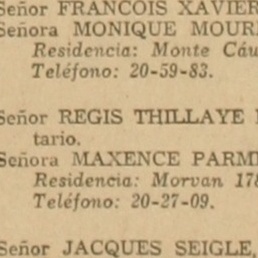 Señor FRANCOIS XAVIER
Señora MONIQUE MOUR
Residencia: Monte Cáu
Teléfono: 20-59-83.
Señor REGIS THILLAYE
tario.
Señora MAXENCE PARM
Residencia: Morvan 178
Teléfono: 20-27-09.
Señor JACQUES SEIGLE,